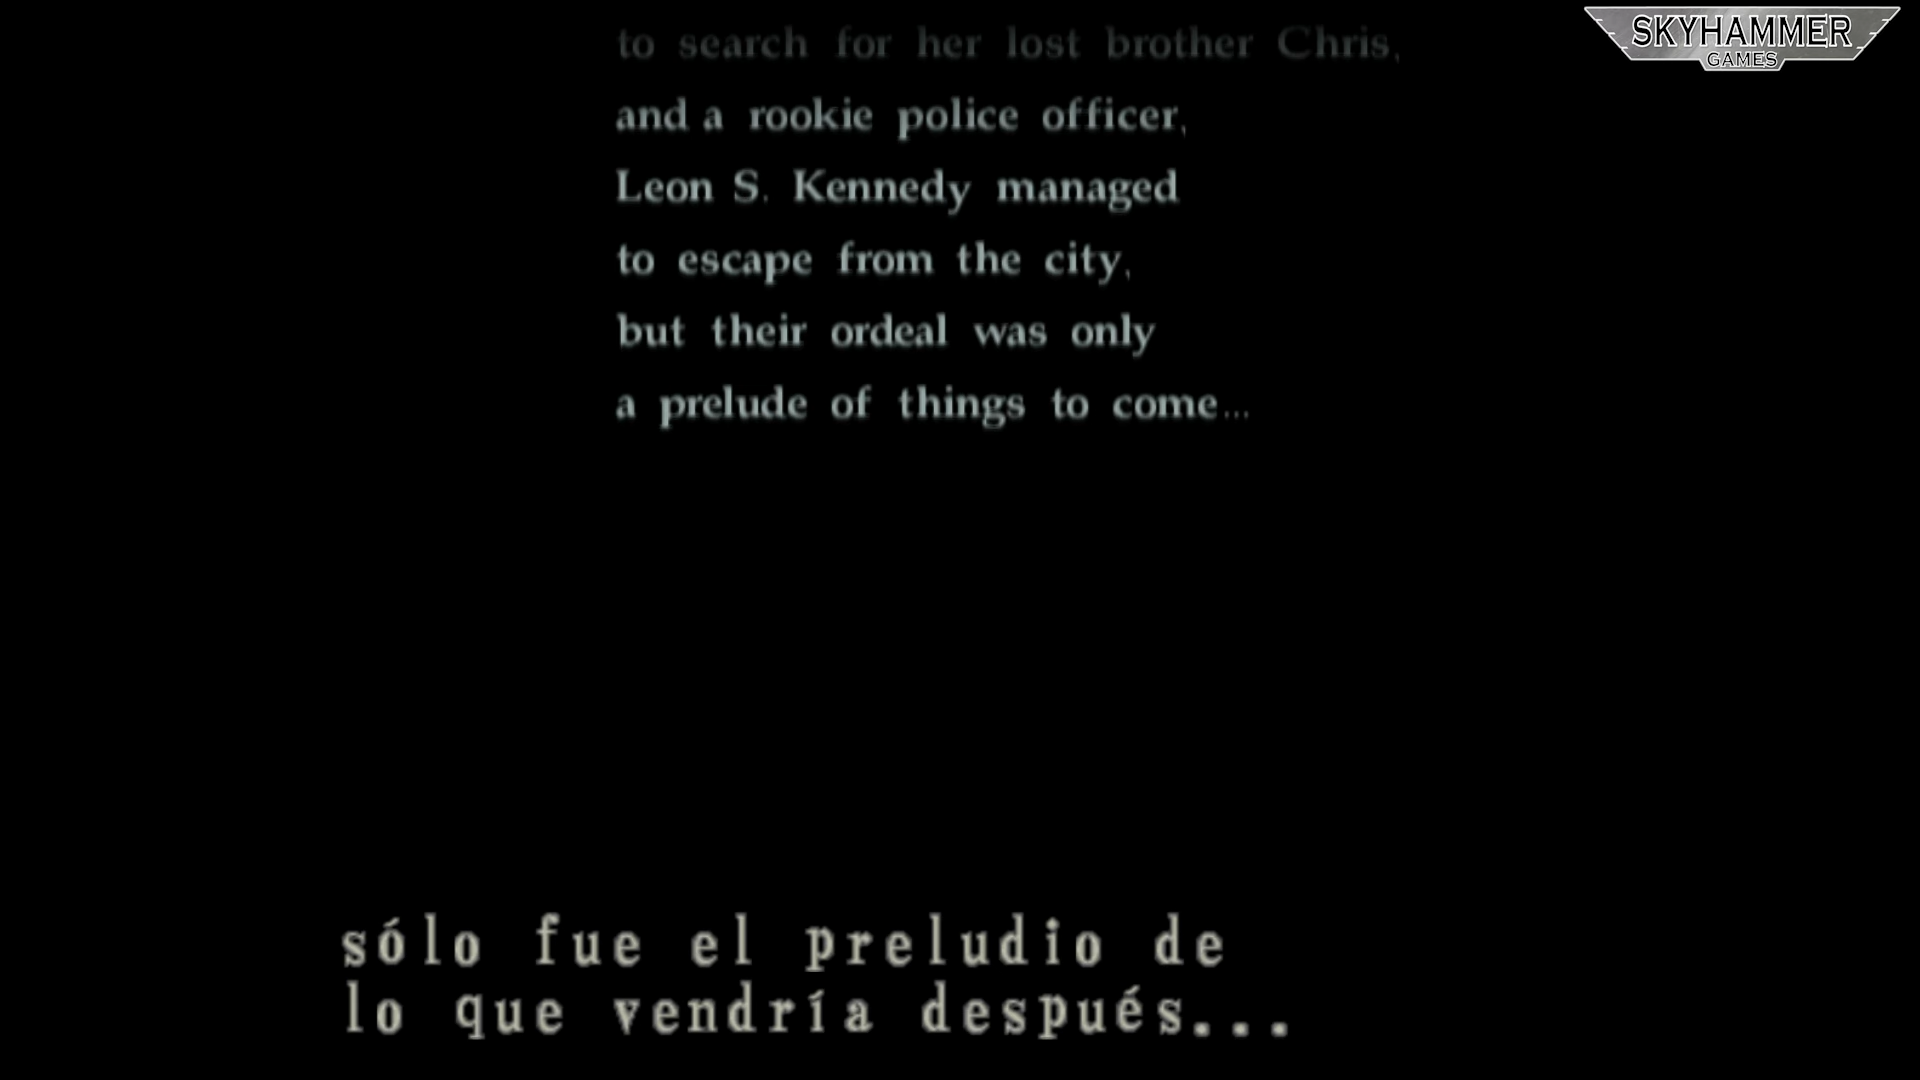 to search for her lost brother Chris,
and a rookie police officer,
Leon S. Kennedy managed
to escape from the city,
but their ordeal was only
a prelude of things to come...
sólo fue el preludio de
lo que vendría después...
SKYHAMMER
GAMES